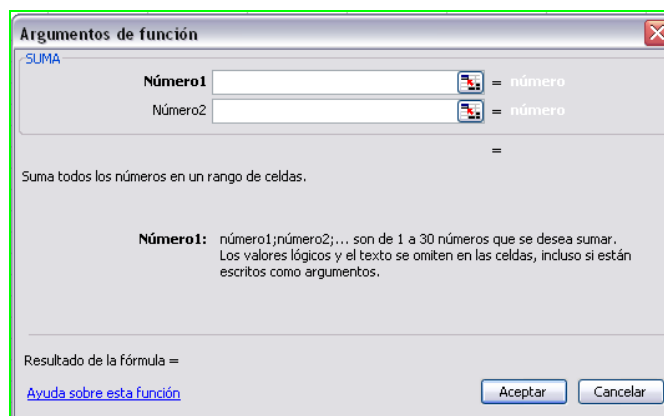 Argumentos de función
SUMA
Número1 = número
Número2 = número
=
Suma todos los números en un rango de celdas.
Número1: número1;número2;... son de 1 a 30 números que se desea sumar.
Los valores lógicos y el texto se omiten en las celdas, incluso si están
escritos como argumentos.
Resultado de la fórmula =
Ayuda sobre esta función Aceptar Cancelar